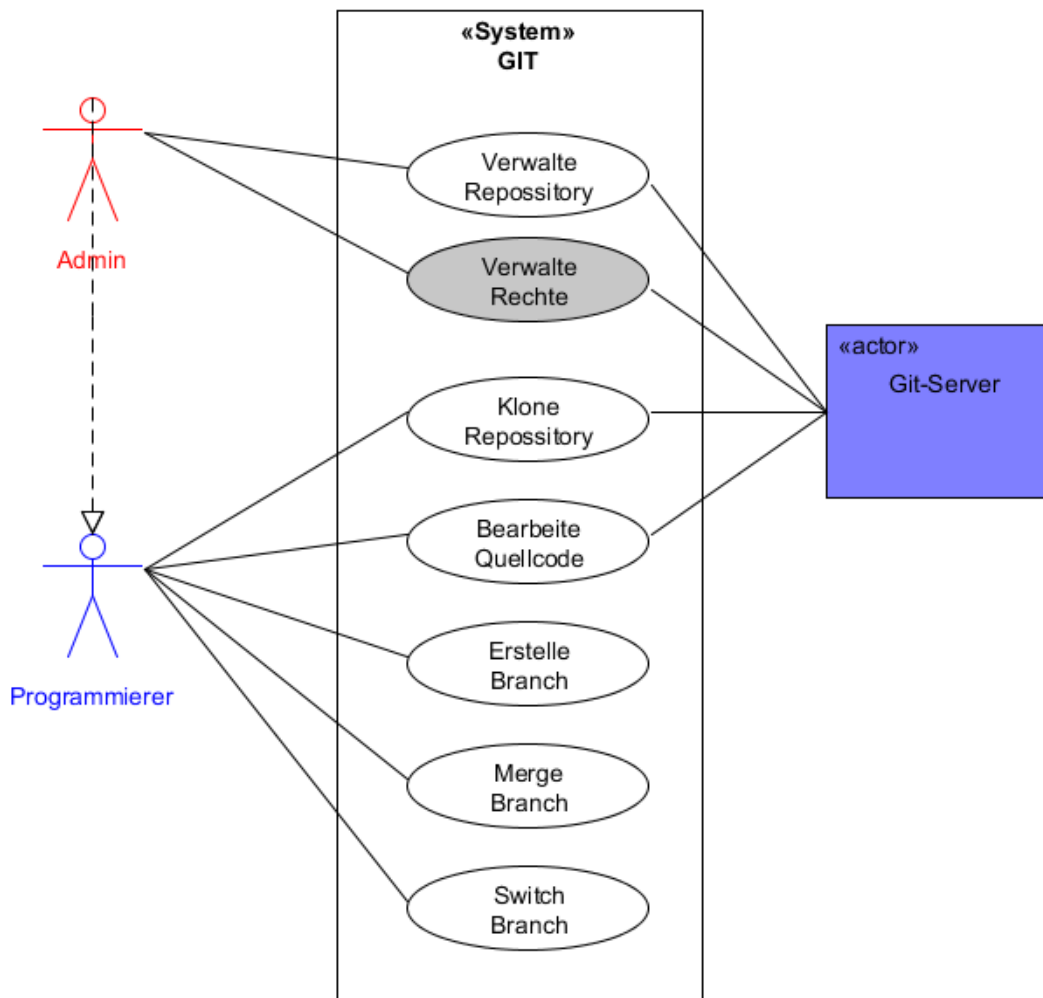 «System»
GIT
Verwalte
Repossitory
Admin
Verwalte
Rechte
«actor»
Git-Server
Klone
Repossitory
Bearbeite
Quellcode
Erstelle
Branch
Programmierer
Merge
Branch
Switch
Branch